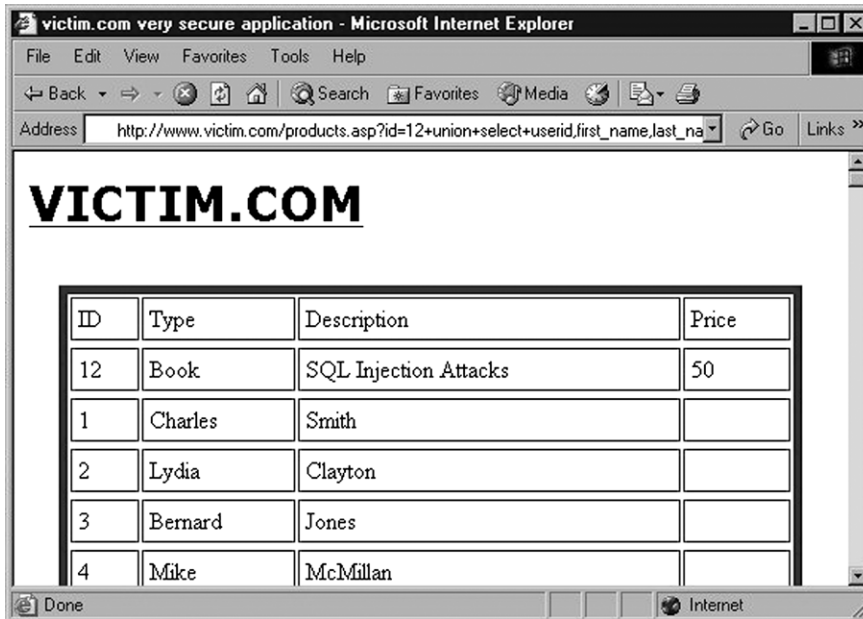 victim.com very secure application - Microsoft Internet Explorer
File Edit View Favorites Tools Help
Back Search Favorites Media
Address http://www.victim.com/products.asp?id=12+union+select+userid,first_name,last_na Go Links »
VICTIM.COM
ID Type Description Price
12 Book SQL Injection Attacks 50
1 Charles Smith
2 Lydia Clayton
3 Bernard Jones
4 Mike McMillan
Done Internet